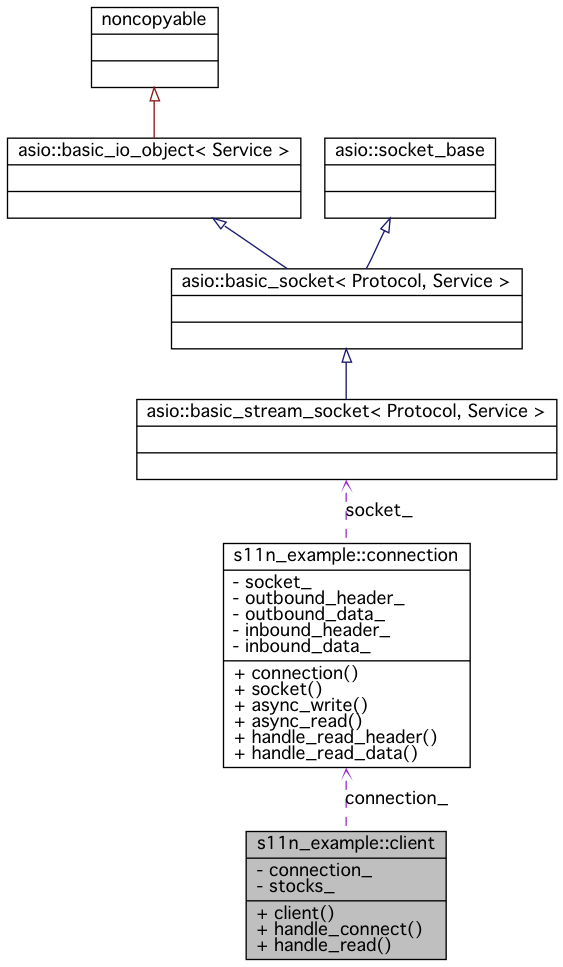 noncopyable
asio::basic_io_object< Service >
asio::socket_base
asio::basic_socket< Protocol, Service >
asio::basic_stream_socket< Protocol, Service >
socket_
s11n_example::connection
- socket_
- outbound_header_
- outbound_data_
- inbound_header_
- inbound_data_
+ connection()
+ socket()
+ async_write()
+ async_read()
+ handle_read_header()
+ handle_read_data()
connection_
s11n_example::client
- connection_
- stocks_
+ client()
+ handle_connect()
+ handle_read()